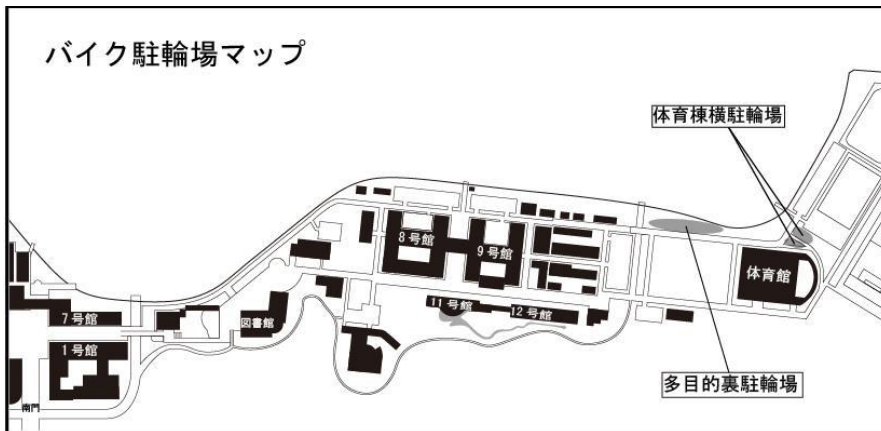 バイク駐輪場マップ
体育棟横駐輪場
8号館
9号館
体育館
11号館
12号館
図書館
7号館
1号館
多目的裏駐輪場
南門